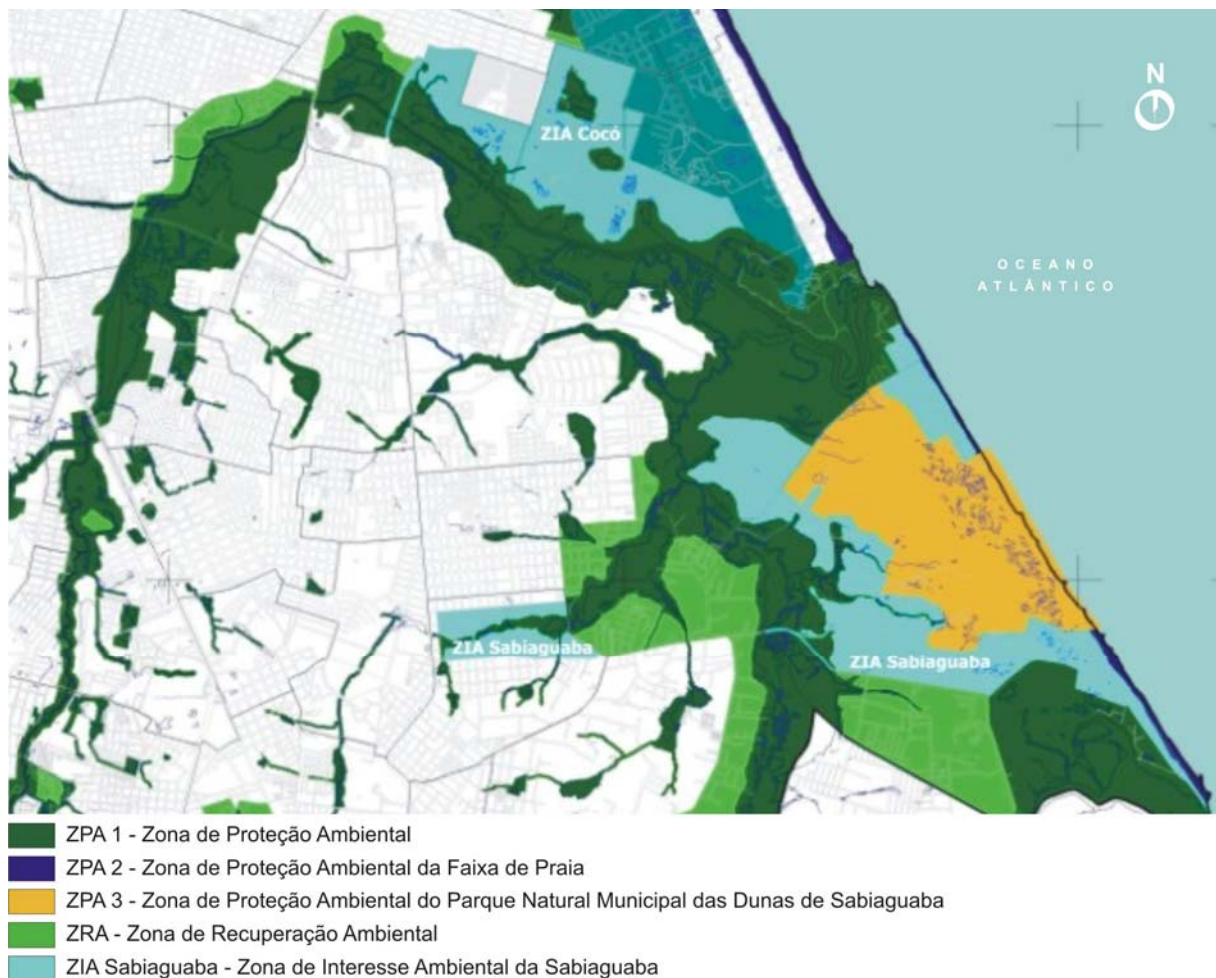 N
ZIA Cocó
OCEANO
ATLÂNTICO
ZIA Sabiaguaba
ZIA Sabiaguaba
ZPA 1 - Zona de Proteção Ambiental
ZPA 2 - Zona de Proteção Ambiental da Faixa de Praia
ZPA 3 - Zona de Proteção Ambiental do Parque Natural Municipal das Dunas de Sabiaguaba
ZRA - Zona de Recuperação Ambiental
ZIA Sabiaguaba - Zona de Interesse Ambiental da Sabiaguaba